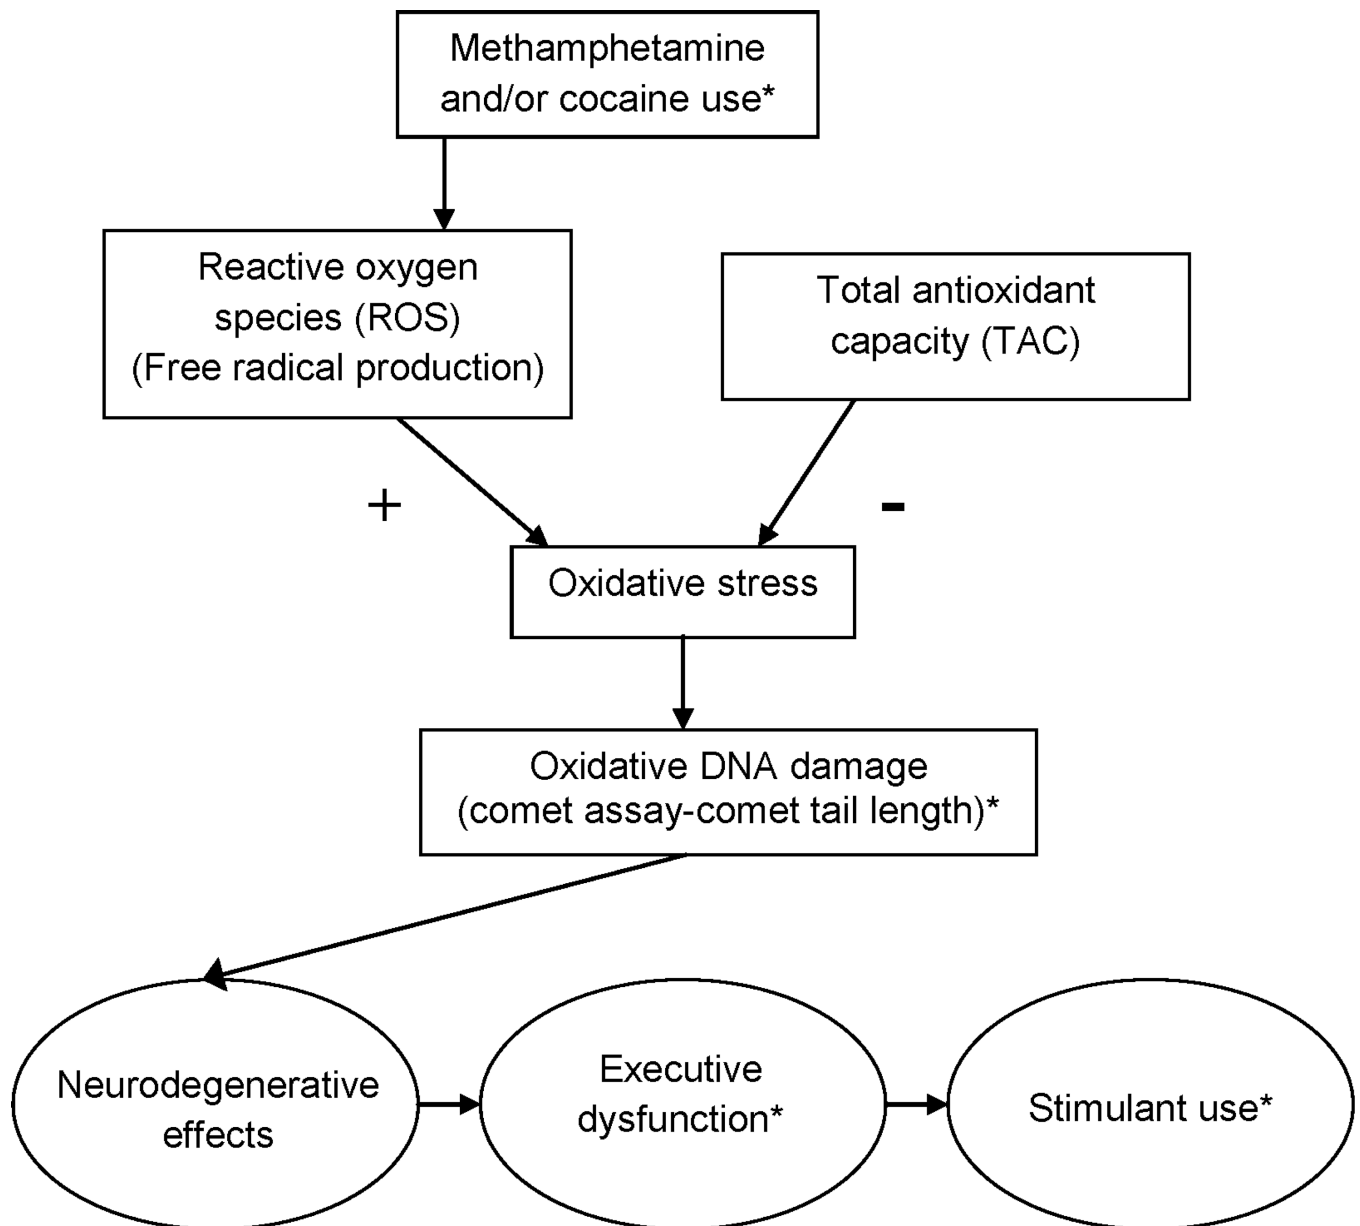 Methamphetamine
and/or cocaine use*
Reactive oxygen
species (ROS)
(Free radical production)
Total antioxidant
capacity (TAC)
+
-
Oxidative stress
Oxidative DNA damage
(comet assay-comet tail length)*
Neurodegenerative
effects
Executive
dysfunction*
Stimulant use*